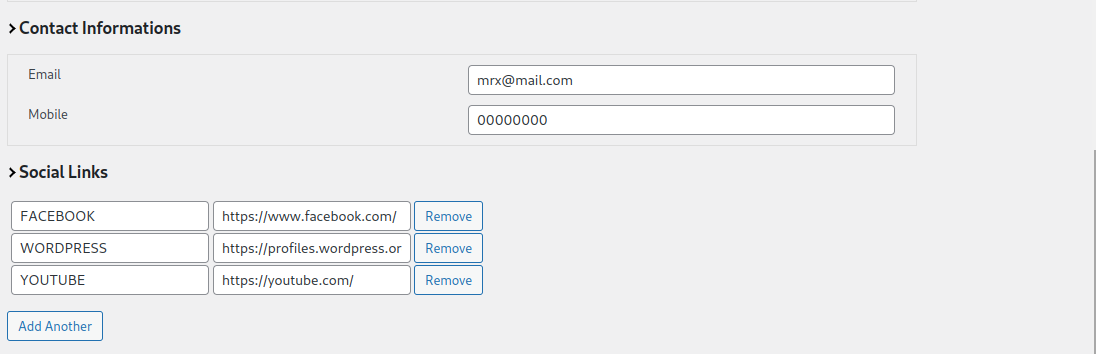 Contact Informations
Email mrx@mail.com
Mobile 00000000
Social Links
FACEBOOK https://www.facebook.com/ Remove
WORDPRESS https://profiles.wordpress.or Remove
YOUTUBE https://youtube.com/ Remove
Add Another